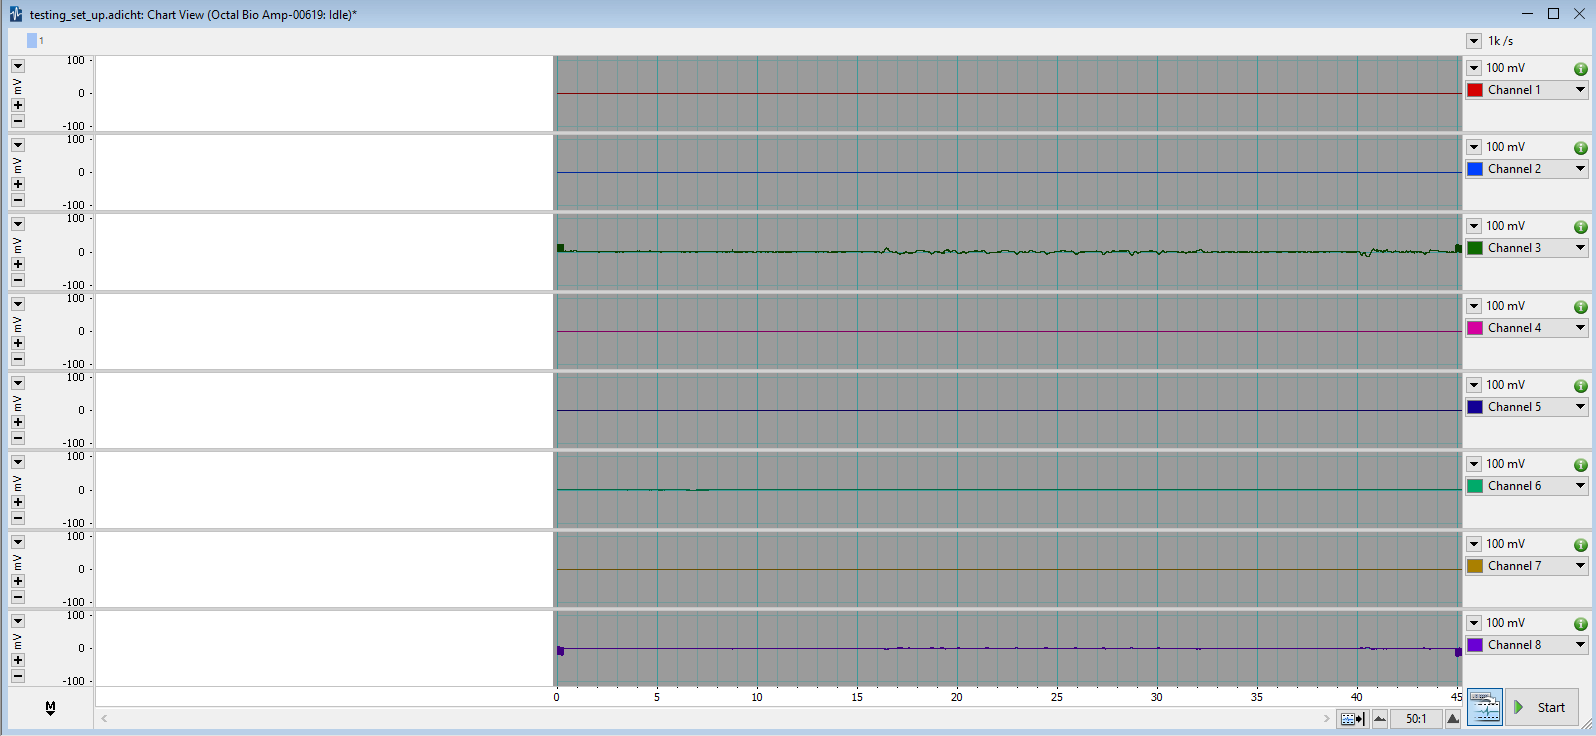 testing_set_up.adicht: Chart View (Octal Bio Amp-00619: Idle)*
1
1k /s
100
mV
0
-100
100 mV
Channel 1
100
mV
0
-100
100 mV
Channel 2
100
mV
0
-100
100 mV
Channel 3
100
mV
0
-100
100 mV
Channel 4
100
mV
0
-100
100 mV
Channel 5
100
mV
0
-100
100 mV
Channel 6
100
mV
0
-100
100 mV
Channel 7
100
mV
0
-100
100 mV
Channel 8
M
0 5 10 15 20 25 30 35 40 45
50:1
Start